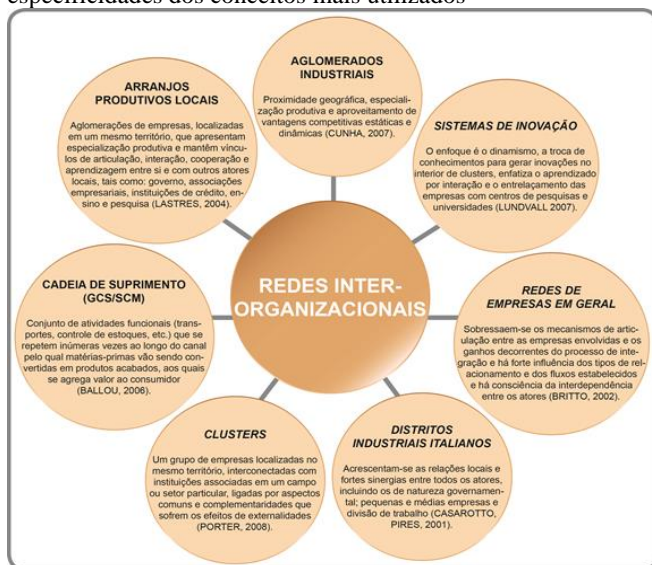 especificidades dos conceitos mais utilizados
AGLOMERADOS
INDUSTRIAIS
Proximidade geográfica, especiali-
zação produtiva e aproveitamento de
vantagens competitivas estáticas e
dinâmicas (CUNHA, 2007).
SISTEMAS DE INOVAÇÃO
O enfoque é o dinamismo, a troca de
conhecimentos para gerar inovações no
interior de clusters, enfatiza o aprendizado
por interação e o entrelaçamento das
empresas com centros de pesquisas e
universidades (LUNDVALL 2007).
REDES DE
EMPRESAS EM GERAL
Sobressaem-se os mecanismos de articu-
lação entre as empresas envolvidas e os
ganhos decorrentes do processo de inte-
gração e há forte influência dos tipos de rel-
acionamento e dos fluxos estabelecidos
e há consciência da interdependência
entre os atores (BRITTO, 2002).
DISTRITOS
INDUSTRIAIS ITALIANOS
Acrescentam-se as relações locais e
fortes sinergias entre todos os atores,
incluindo os de natureza governamen-
tal; pequenas e médias empresas e
divisão de trabalho (CASAROTTO,
PIRES, 2001).
CLUSTERS
Um grupo de empresas localizadas no
mesmo território, interconectadas com
instituições associadas em um campo
ou setor particular, ligadas por aspectos
comuns e complementaridades que
sofrem os efeitos de externalidades
(PORTER, 2008).
CADEIA DE SUPRIMENTO
(GCS/SCM)
Conjunto de atividades funcionais (trans-
portes, controle de estoques, etc.) que se
repetem inúmeras vezes ao longo do canal
pelo qual matérias-primas vão sendo con-
vertidas em produtos acabados, aos quais
se agrega valor ao consumidor
(BALLOU, 2006).
ARRANJOS
PRODUTIVOS LOCAIS
Aglomerações de empresas, localizadas
em um mesmo território, que apresentam
especialização produtiva e mantêm víncu-
los de articulação, interação, cooperação e
aprendizagem entre si e com outros atores
locais, tais como: governo, associações
empresariais, instituições de crédito, en-
sino e pesquisa (LASTRES, 2004).
REDES INTER-
ORGANIZACIONAIS